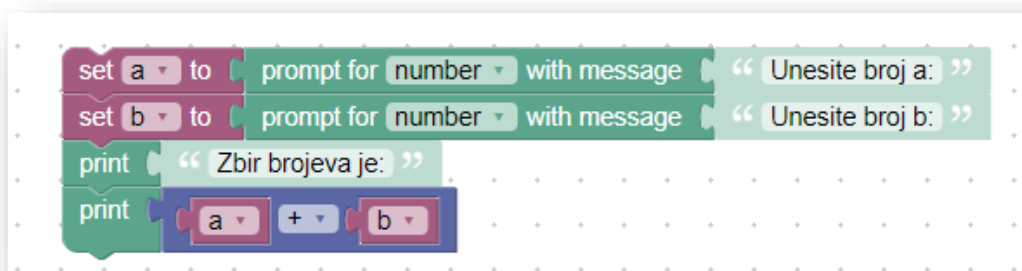 set a to prompt for number with message “ Unesite broj a: ”
set b to prompt for number with message “ Unesite broj b: ”
print “ Zbir brojeva je: ”
print a + b